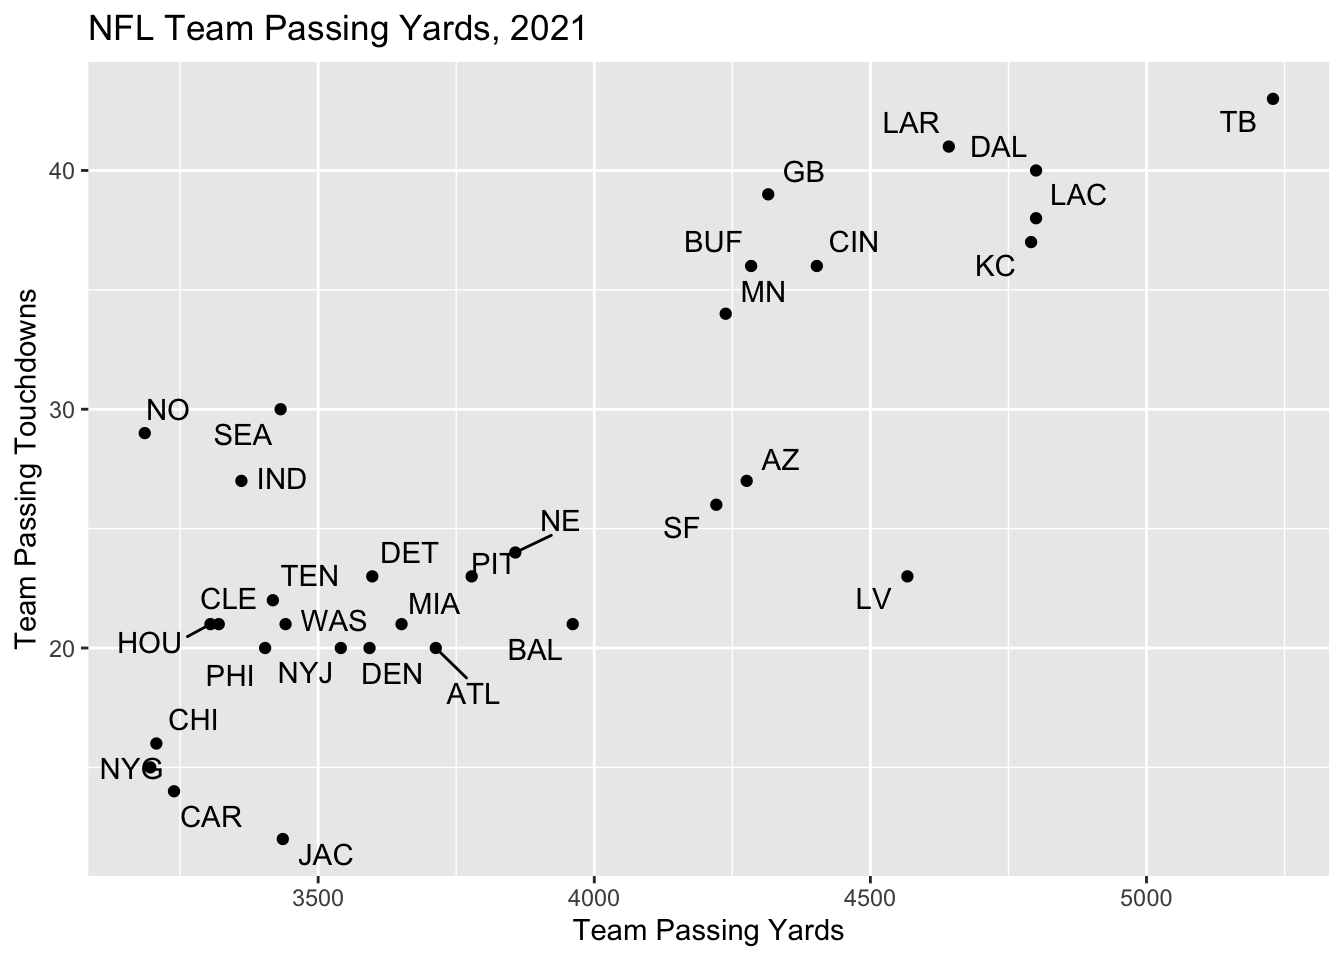 NFL Team Passing Yards, 2021
Team Passing Touchdowns
40
30
20
TB
LAR
DAL
GB
LAC
BUF
CIN
KC
MN
NO
SEA
IND
AZ
NE
SF
DET
PIT
TEN
CLE
MIA
LV
WAS
HOU
BAL
PHI
NYJ
DEN
ATL
CHI
NYG
CAR
JAC
3500
4000
4500
5000
Team Passing Yards